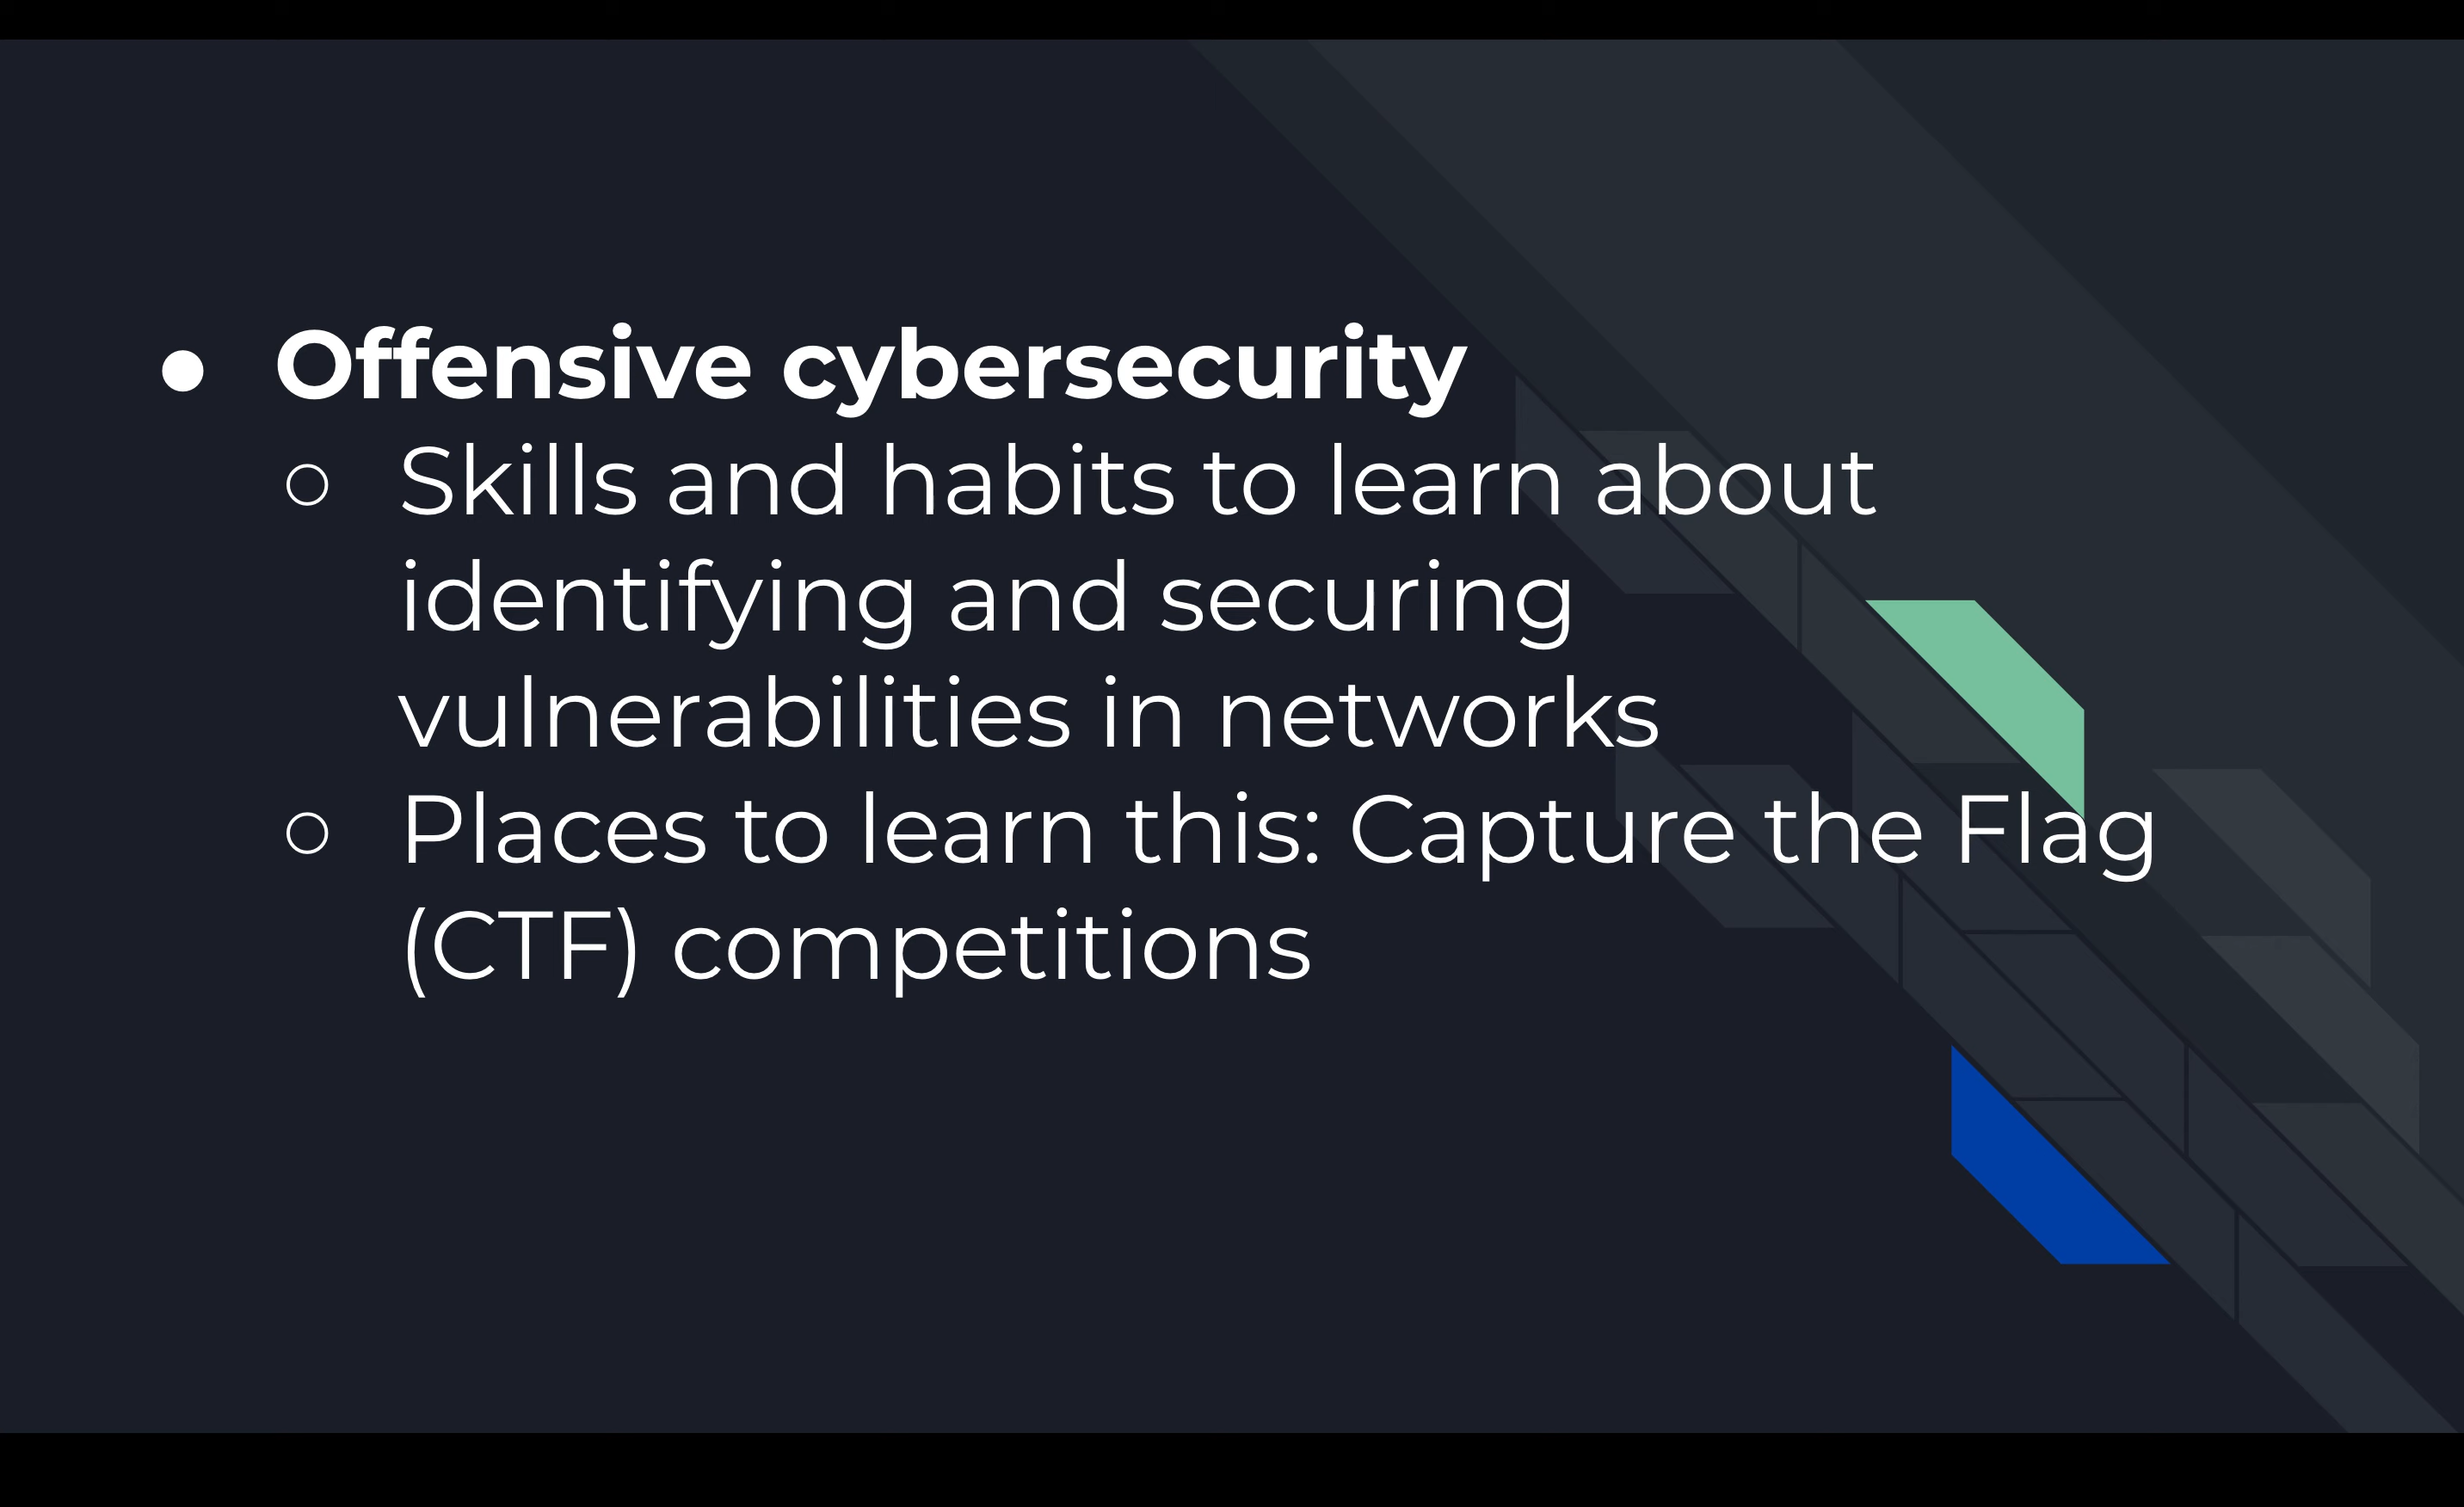 ● Offensive cybersecurity
○ Skills and habits to learn about
identifying and securing
vulnerabilities in networks
○ Places to learn this: Capture the Flag
(CTF) competitions